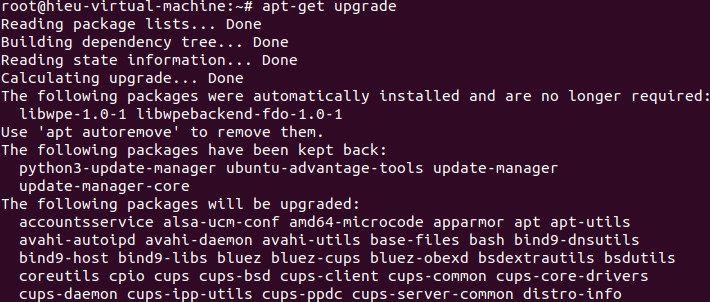 root@hieu-virtual-machine:~# apt-get upgrade
Reading package lists... Done
Building dependency tree... Done
Reading state information... Done
Calculating upgrade... Done
The following packages were automatically installed and are no longer required:
  libwpe-1.0-1 libwpebackend-fdo-1.0-1
Use 'apt autoremove' to remove them.
The following packages have been kept back:
  python3-update-manager ubuntu-advantage-tools update-manager
  update-manager-core
The following packages will be upgraded:
  accountsservice alsa-ucm-conf amd64-microcode apparmor apt apt-utils
  avahi-autoipd avahi-daemon avahi-utils base-files bash bind9-dnsutils
  bind9-host bind9-libs bluez bluez-cups bluez-obexd bsdextrautils bsdutils
  coreutils cpio cups cups-bsd cups-client cups-common cups-core-drivers
  cups-daemon cups-ipp-utils cups-ppdc cups-server-common distro-info